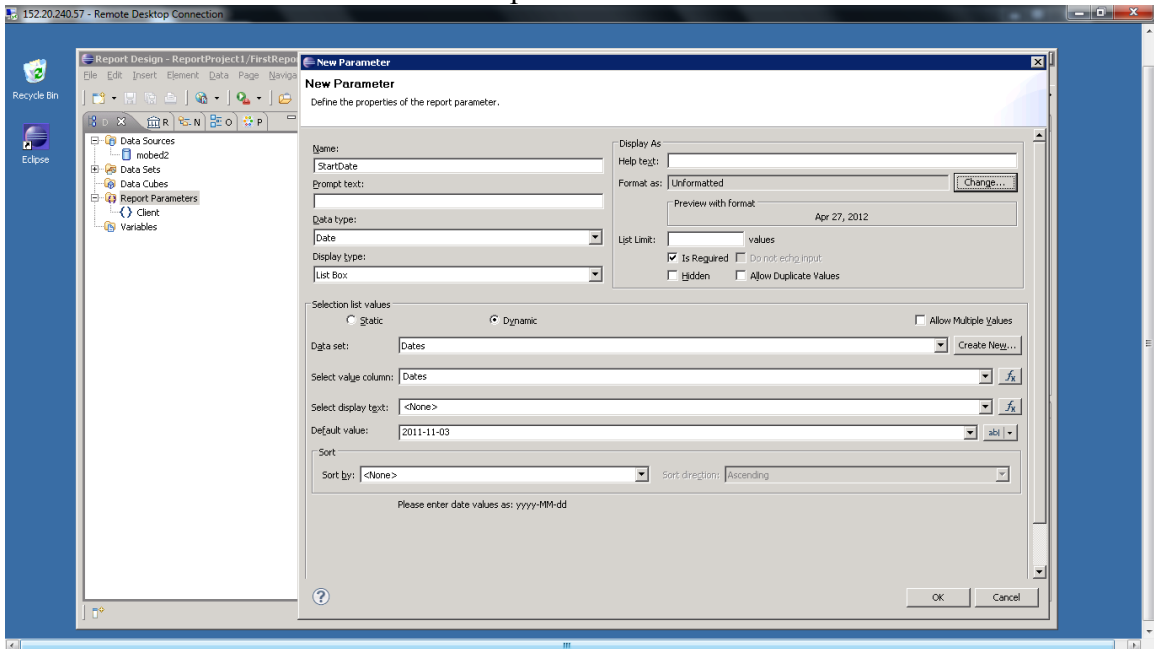 152.20.240.57 - Remote Desktop Connection
Recycle Bin
Eclipse
Report Design - ReportProject1/FirstRepo
File Edit Insert Element Data Page Naviga
D R N O P
Data Sources
mobed2
Data Sets
Data Cubes
Report Parameters
Client
Variables
New Parameter
New Parameter
Define the properties of the report parameter.
Name:
StartDate
Prompt text:
Data type:
Date
Display type:
List Box
Display As
Help text:
Format as: Unformatted Change...
Preview with format
Apr 27, 2012
List Limit: values
Is Required Do not echo input
Hidden Allow Duplicate Values
Selection list values
Static Dynamic Allow Multiple Values
Data set: Dates Create New...
Select value column: Dates fx
Select display text: <None> fx
Default value: 2011-11-03 ab|
Sort
Sort by: <None> Sort direction: Ascending
Please enter date values as: yyyy-MM-dd
? OK Cancel